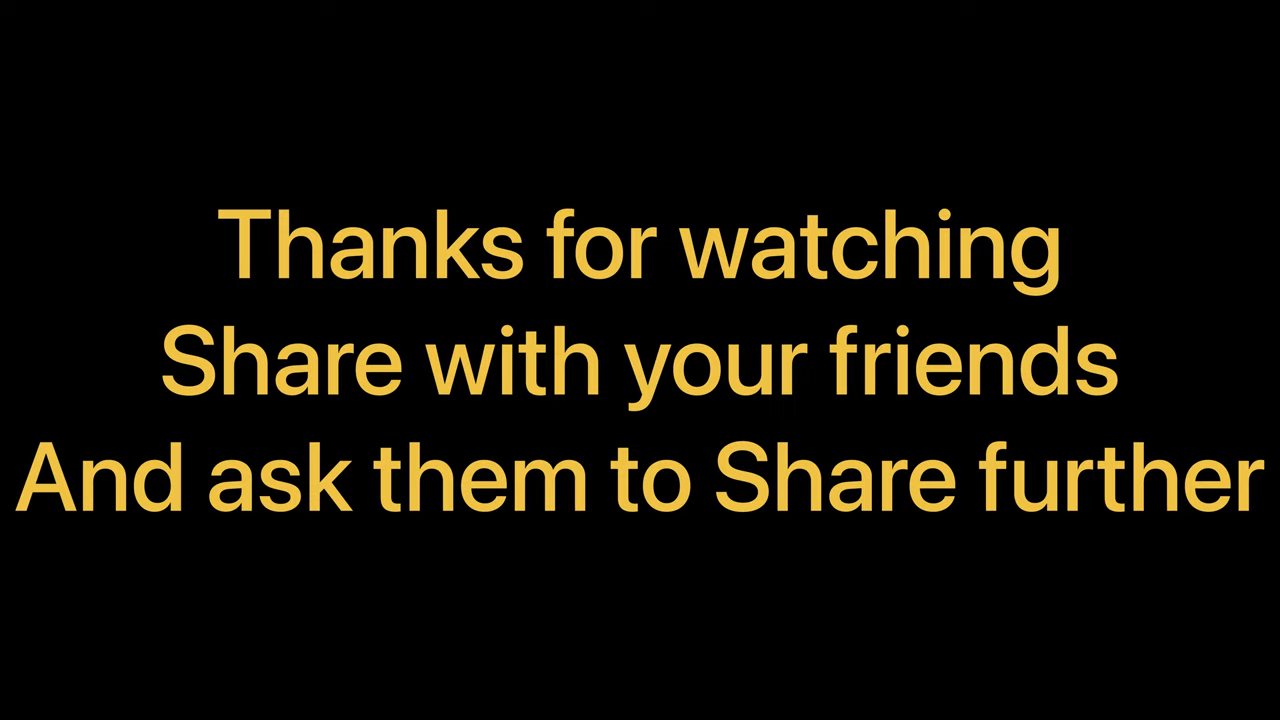 Thanks for watching
Share with your friends
And ask them to Share further